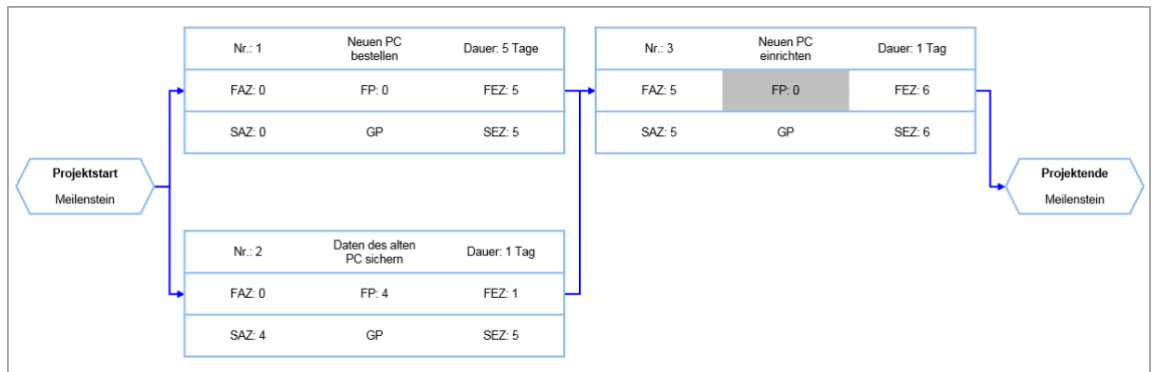 Nr.: 1 Neuen PC bestellen Dauer: 5 Tage
FAZ: 0 FP: 0 FEZ: 5
SAZ: 0 GP SEZ: 5
Nr.: 3 Neuen PC einrichten Dauer: 1 Tag
FAZ: 5 FP: 0 FEZ: 6
SAZ: 5 GP SEZ: 6
Projektstart
Meilenstein
Projektende
Meilenstein
Nr.: 2 Daten des alten PC sichern Dauer: 1 Tag
FAZ: 0 FP: 4 FEZ: 1
SAZ: 4 GP SEZ: 5